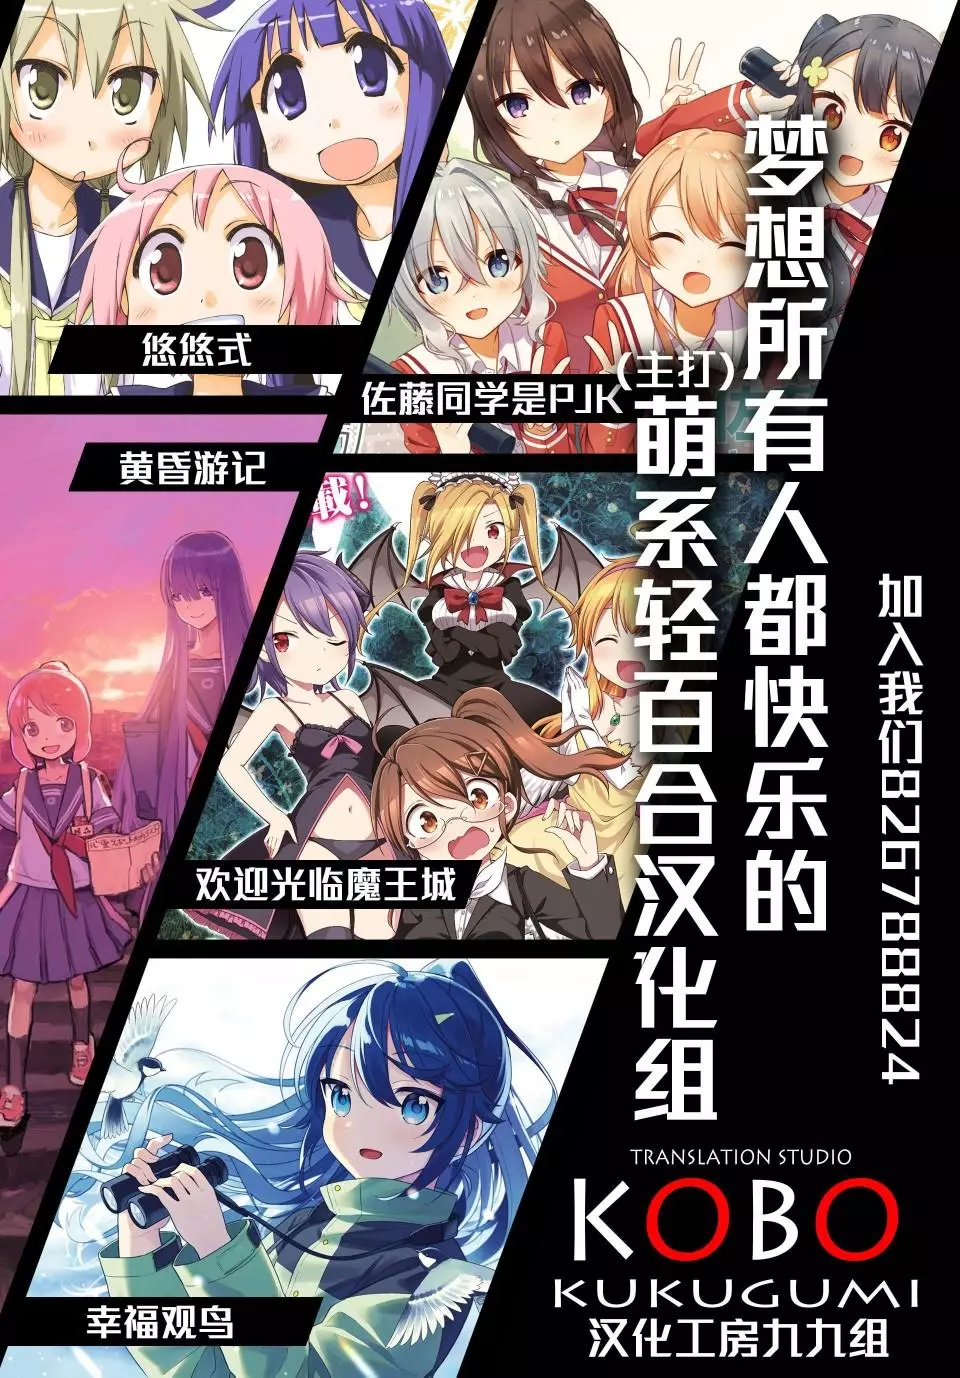 悠悠式
佐藤同学是PJK
黄昏游记
載！
欢迎光临魔王城
幸福观鸟
梦想所有人都快乐的
（主打）萌系轻百合汉化组
加入我们826788824
TRANSLATION STUDIO
KOBO
KUKUGUMI
汉化工房九九组